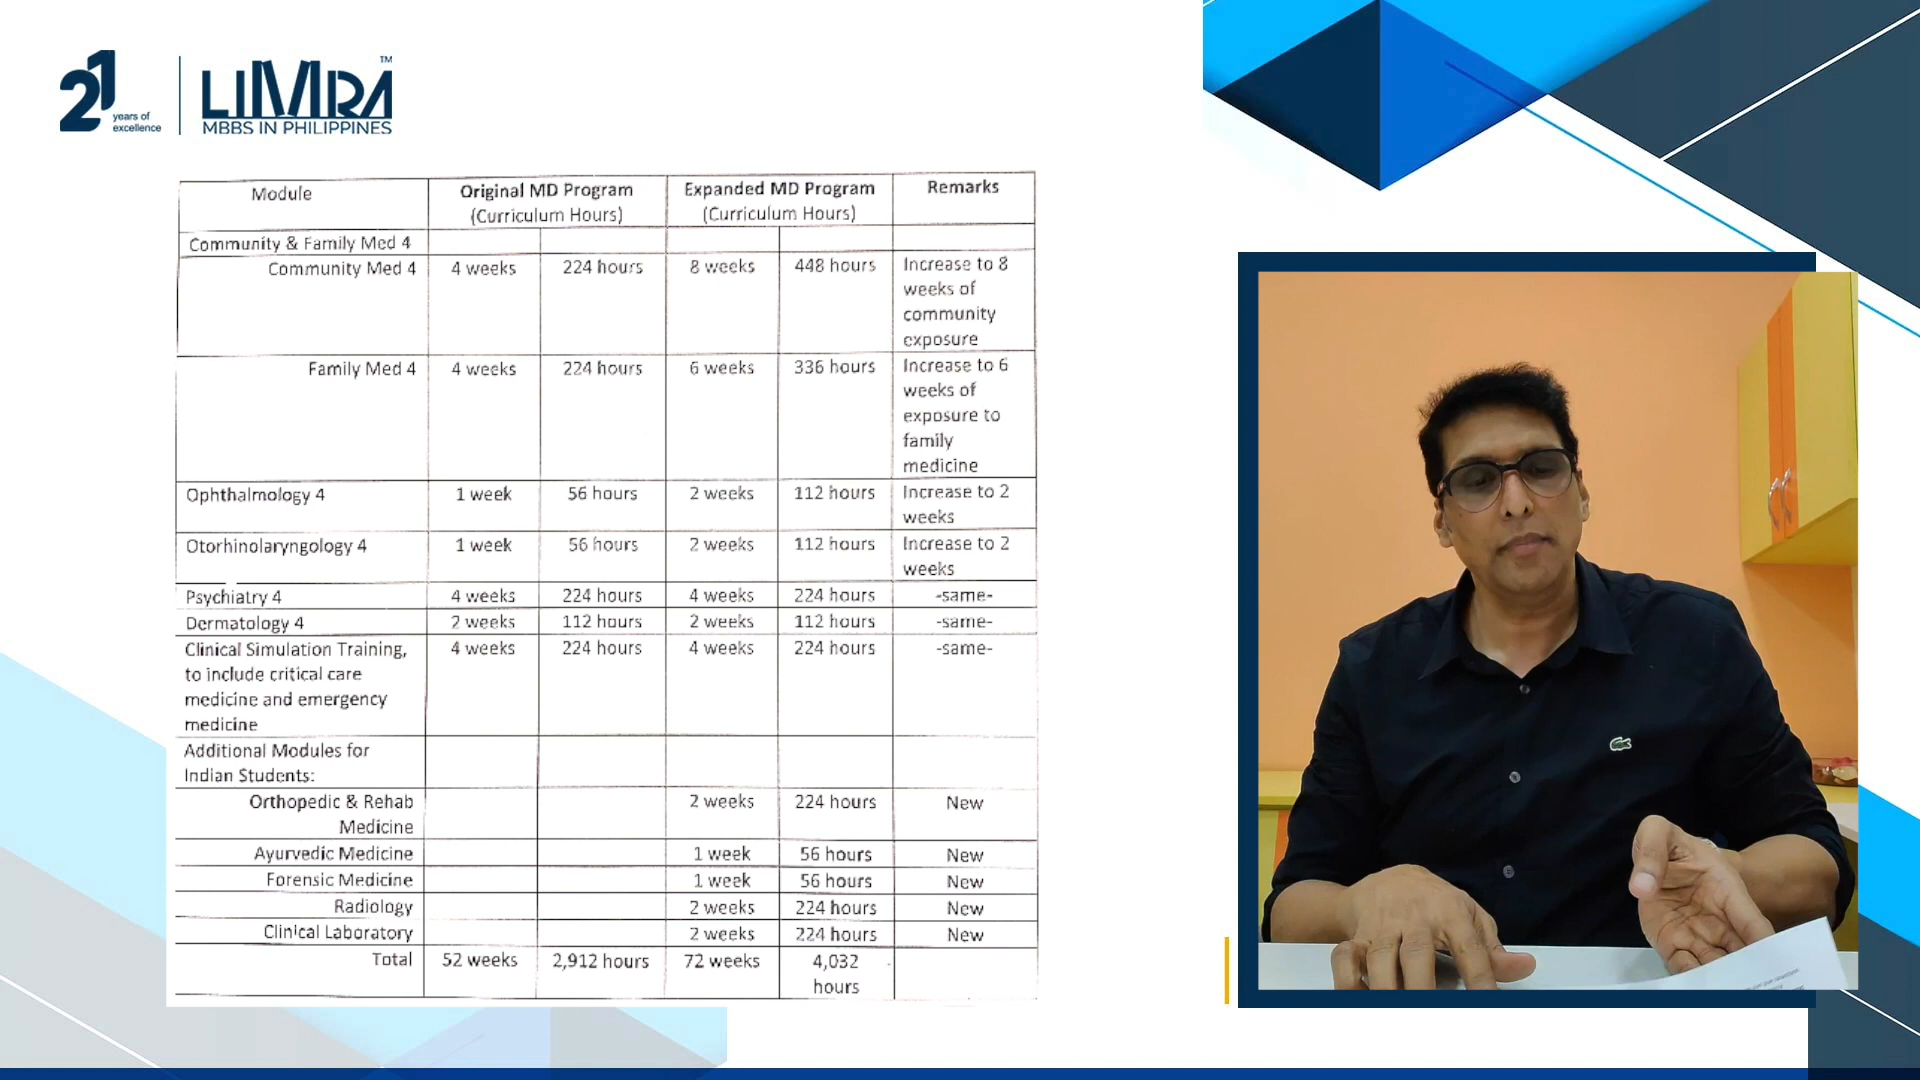 21 years of excellence
LIMRA™
MBBS IN PHILIPPINES
Module Original MD Program (Curriculum Hours) Expanded MD Program (Curriculum Hours) Remarks
Community & Family Med 4
Community Med 4 4 weeks 224 hours 8 weeks 448 hours Increase to 8 weeks of community exposure
Family Med 4 4 weeks 224 hours 6 weeks 336 hours Increase to 6 weeks of exposure to family medicine
Ophthalmology 4 1 week 56 hours 2 weeks 112 hours Increase to 2 weeks
Otorhinolaryngology 4 1 week 56 hours 2 weeks 112 hours Increase to 2 weeks
Psychiatry 4 4 weeks 224 hours 4 weeks 224 hours -same-
Dermatology 4 2 weeks 112 hours 2 weeks 112 hours -same-
Clinical Simulation Training, to include critical care medicine and emergency medicine 4 weeks 224 hours 4 weeks 224 hours -same-
Additional Modules for Indian Students:
Orthopedic & Rehab Medicine 2 weeks 224 hours New
Ayurvedic Medicine 1 week 56 hours New
Forensic Medicine 1 week 56 hours New
Radiology 2 weeks 224 hours New
Clinical Laboratory 2 weeks 224 hours New
Total 52 weeks 2,912 hours 72 weeks 4,032 hours